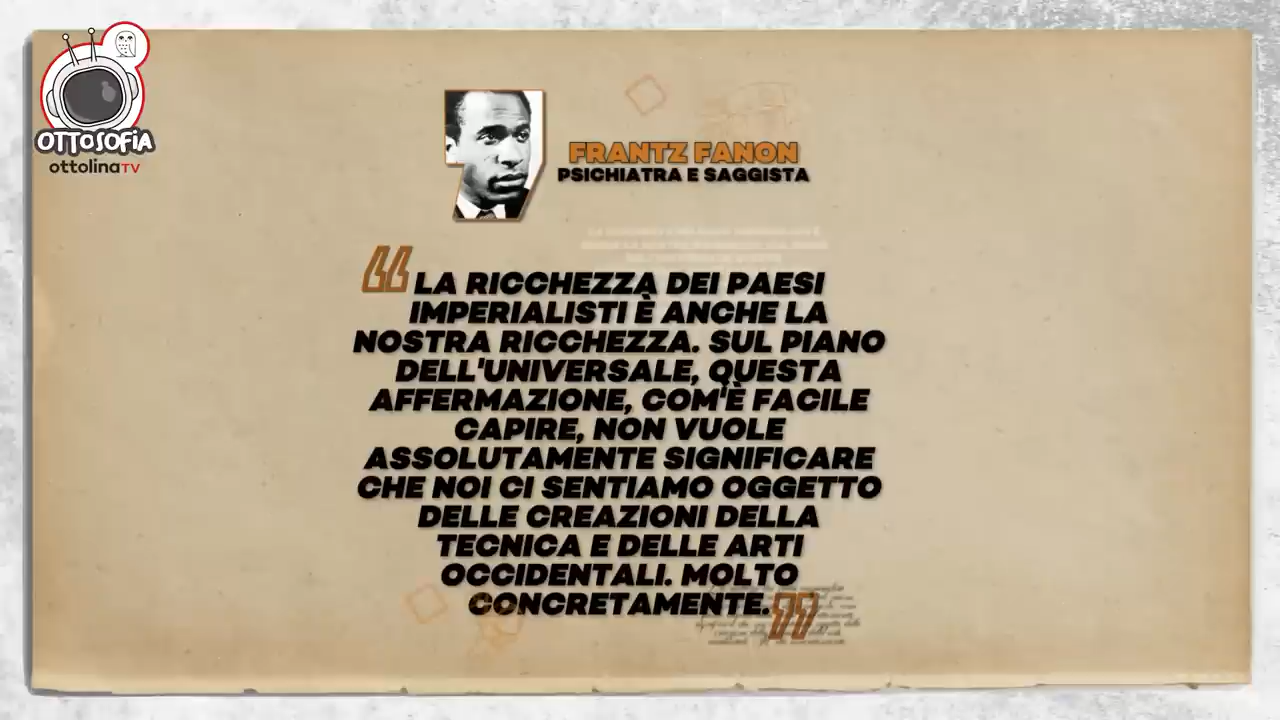 OTTOSOFiA
ottolinaTV
FRANTZ FANON
PSICHIATRA E SAGGISTA
“LA RICCHEZZA DEI PAESI
IMPERIALISTI È ANCHE LA
NOSTRA RICCHEZZA. SUL PIANO
DELL'UNIVERSALE, QUESTA
AFFERMAZIONE, COM'È FACILE
CAPIRE, NON VUOLE
ASSOLUTAMENTE SIGNIFICARE
CHE NOI CI SENTIAMO OGGETTO
DELLE CREAZIONI DELLA
TECNICA E DELLE ARTI
OCCIDENTALI. MOLTO
CONCRETAMENTE.”